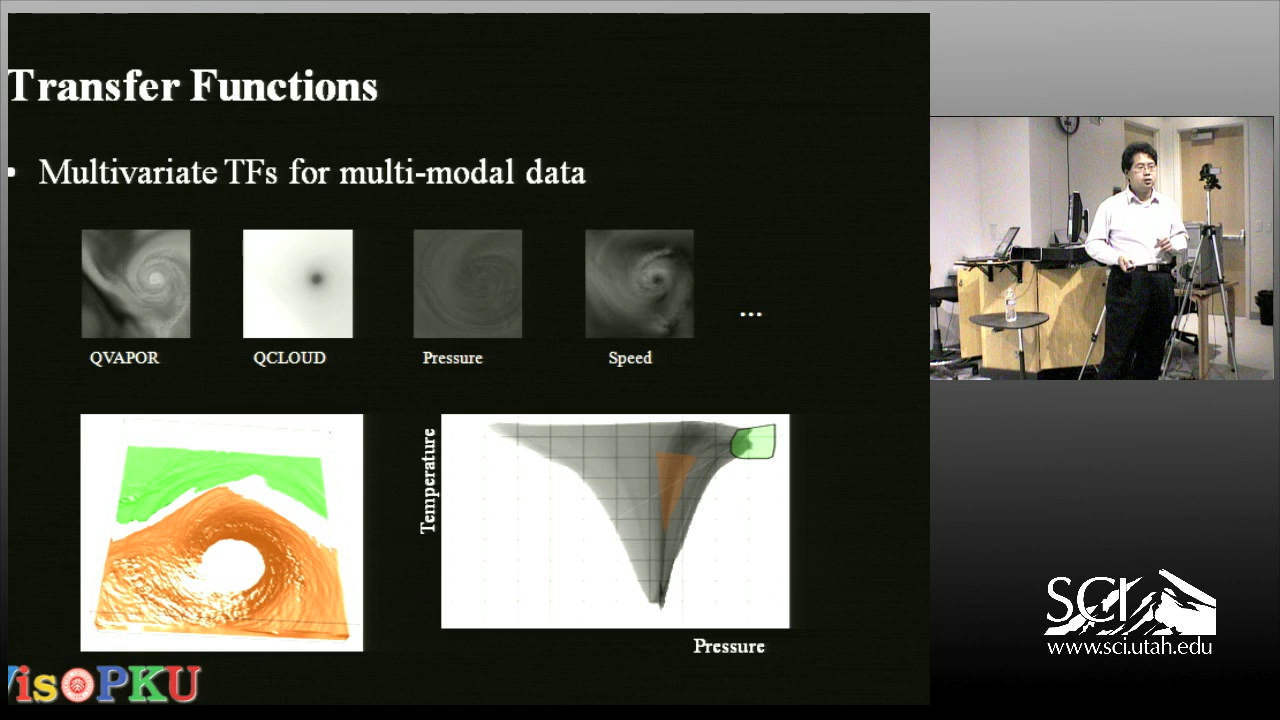 Transfer Functions
• Multivariate TFs for multi-modal data
QVAPOR QCLOUD Pressure Speed ...
Temperature
Pressure
VisPKU
SCI
www.sci.utah.edu